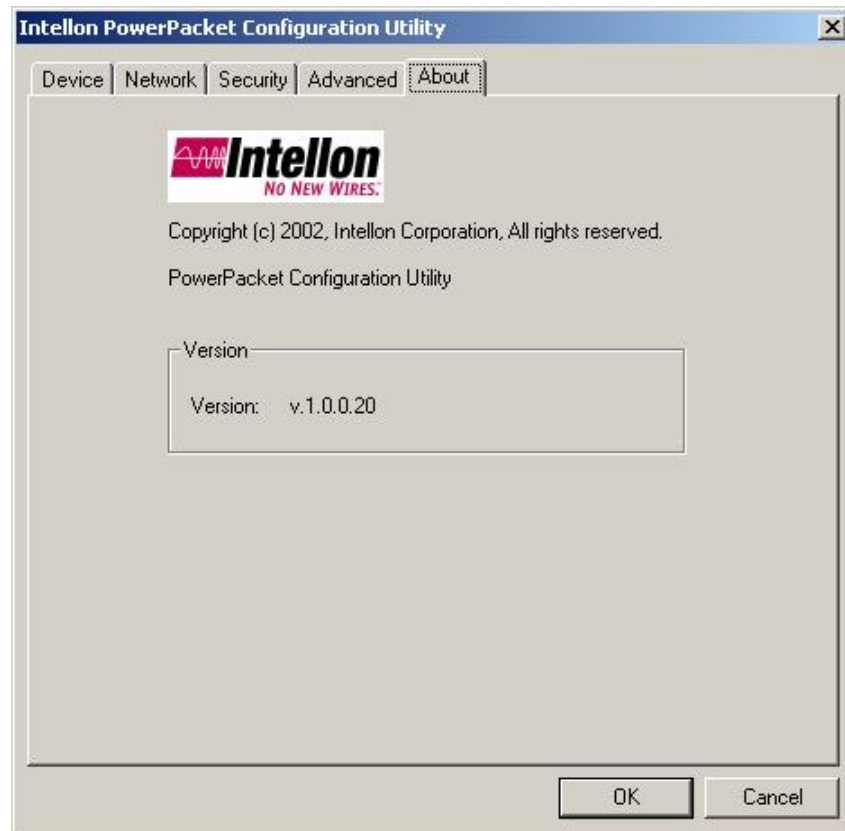 Intellon PowerPacket Configuration Utility
Device Network Security Advanced About
Intellon
NO NEW WIRES.™
Copyright (c) 2002, Intellon Corporation, All rights reserved.
PowerPacket Configuration Utility
Version
Version: v.1.0.0.20
OK Cancel